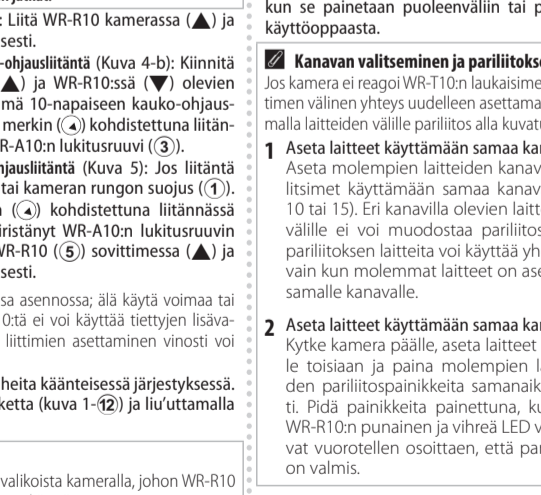 : Liitä WR-R10 kamerassa (▲) ja
sesti.
-ohjausliitäntä (Kuva 4-b): Kiinnitä
▲) ja WR-R10:ssä (▼) olevien
mä 10-napaiseen kauko-ohjaus-
merkin (◂) kohdistettuna liitän-
R-A10:n lukitusruuvi (③).
hjausliitäntä (Kuva 5): Jos liitäntä
tai kameran rungon suojus (①).
(◂) kohdistettuna liitännässä
iristänyt WR-A10:n lukitusruuvin
WR-R10 (⑤) sovittimessa (▲) ja
sesti.
sa asennossa; älä käytä voimaa tai
0:tä ei voi käyttää tiettyjen lisäva-
liittimien asettaminen vinosti voi
heita käänteisessä järjestyksessä.
ketta (kuva 1-⑫) ja liu'uttamalla
valikoista kameralla, johon WR-R10
kun se painetaan puoleenväliin tai p
käyttöoppaasta.
Kanavan valitseminen ja pariliitokse
Jos kamera ei reagoi WR-T10:n laukaisime
timen välinen yhteys uudelleen asettama
malla laitteiden välille pariliitos alla kuvatu
1 Aseta laitteet käyttämään samaa kan
Aseta molempien laitteiden kanav
litsimet käyttämään samaa kanav
10 tai 15). Eri kanavilla olevien laitte
välille ei voi muodostaa pariliitos
pariliitoksen laitteita voi käyttää yh
vain kun molemmat laitteet on ase
samalle kanavalle.
2 Aseta laitteet käyttämään samaa kan
Kytke kamera päälle, aseta laitteet
le toisiaan ja paina molempien la
den pariliitospainikkeita samanaik
ti. Pidä painikkeita painettuna, ku
WR-R10:n punainen ja vihreä LED v
vat vuorotellen osoittaen, että par
on valmis.